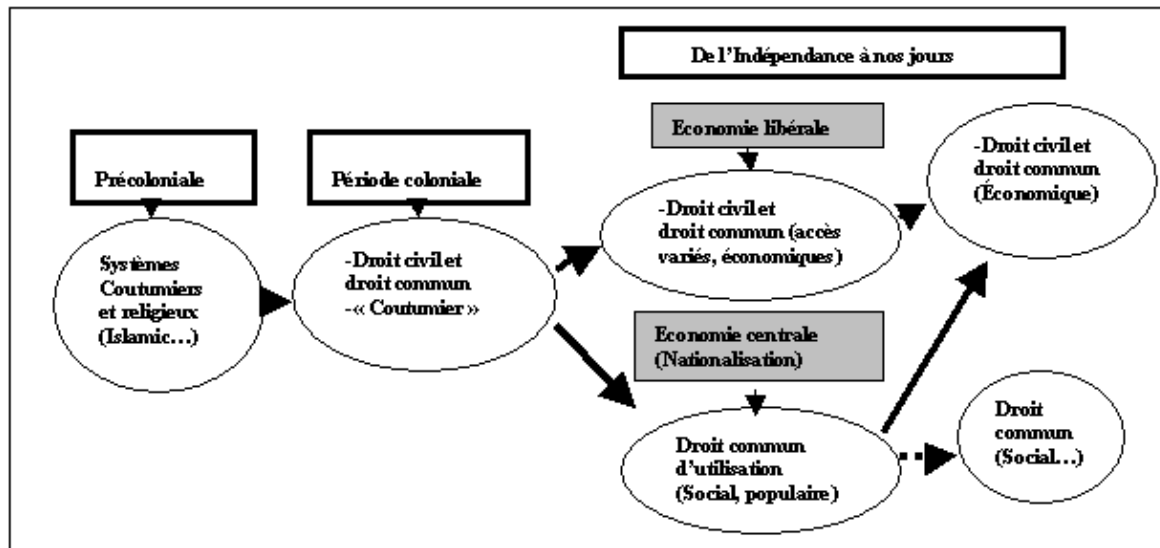 De l'Indépendance à nos jours
Précoloniale
Période coloniale
Economie libérale
Systèmes
Coutumiers
et religieux
(Islamic…)
-Droit civil et
droit commun
-« Coutumier »
-Droit civil et
droit commun (accès
variés, économiques)
-Droit civil et
droit commun
(Économique)
Economie centrale
(Nationalisation)
Droit commun
d'utilisation
(Social, populaire)
Droit
commun
(Social…)